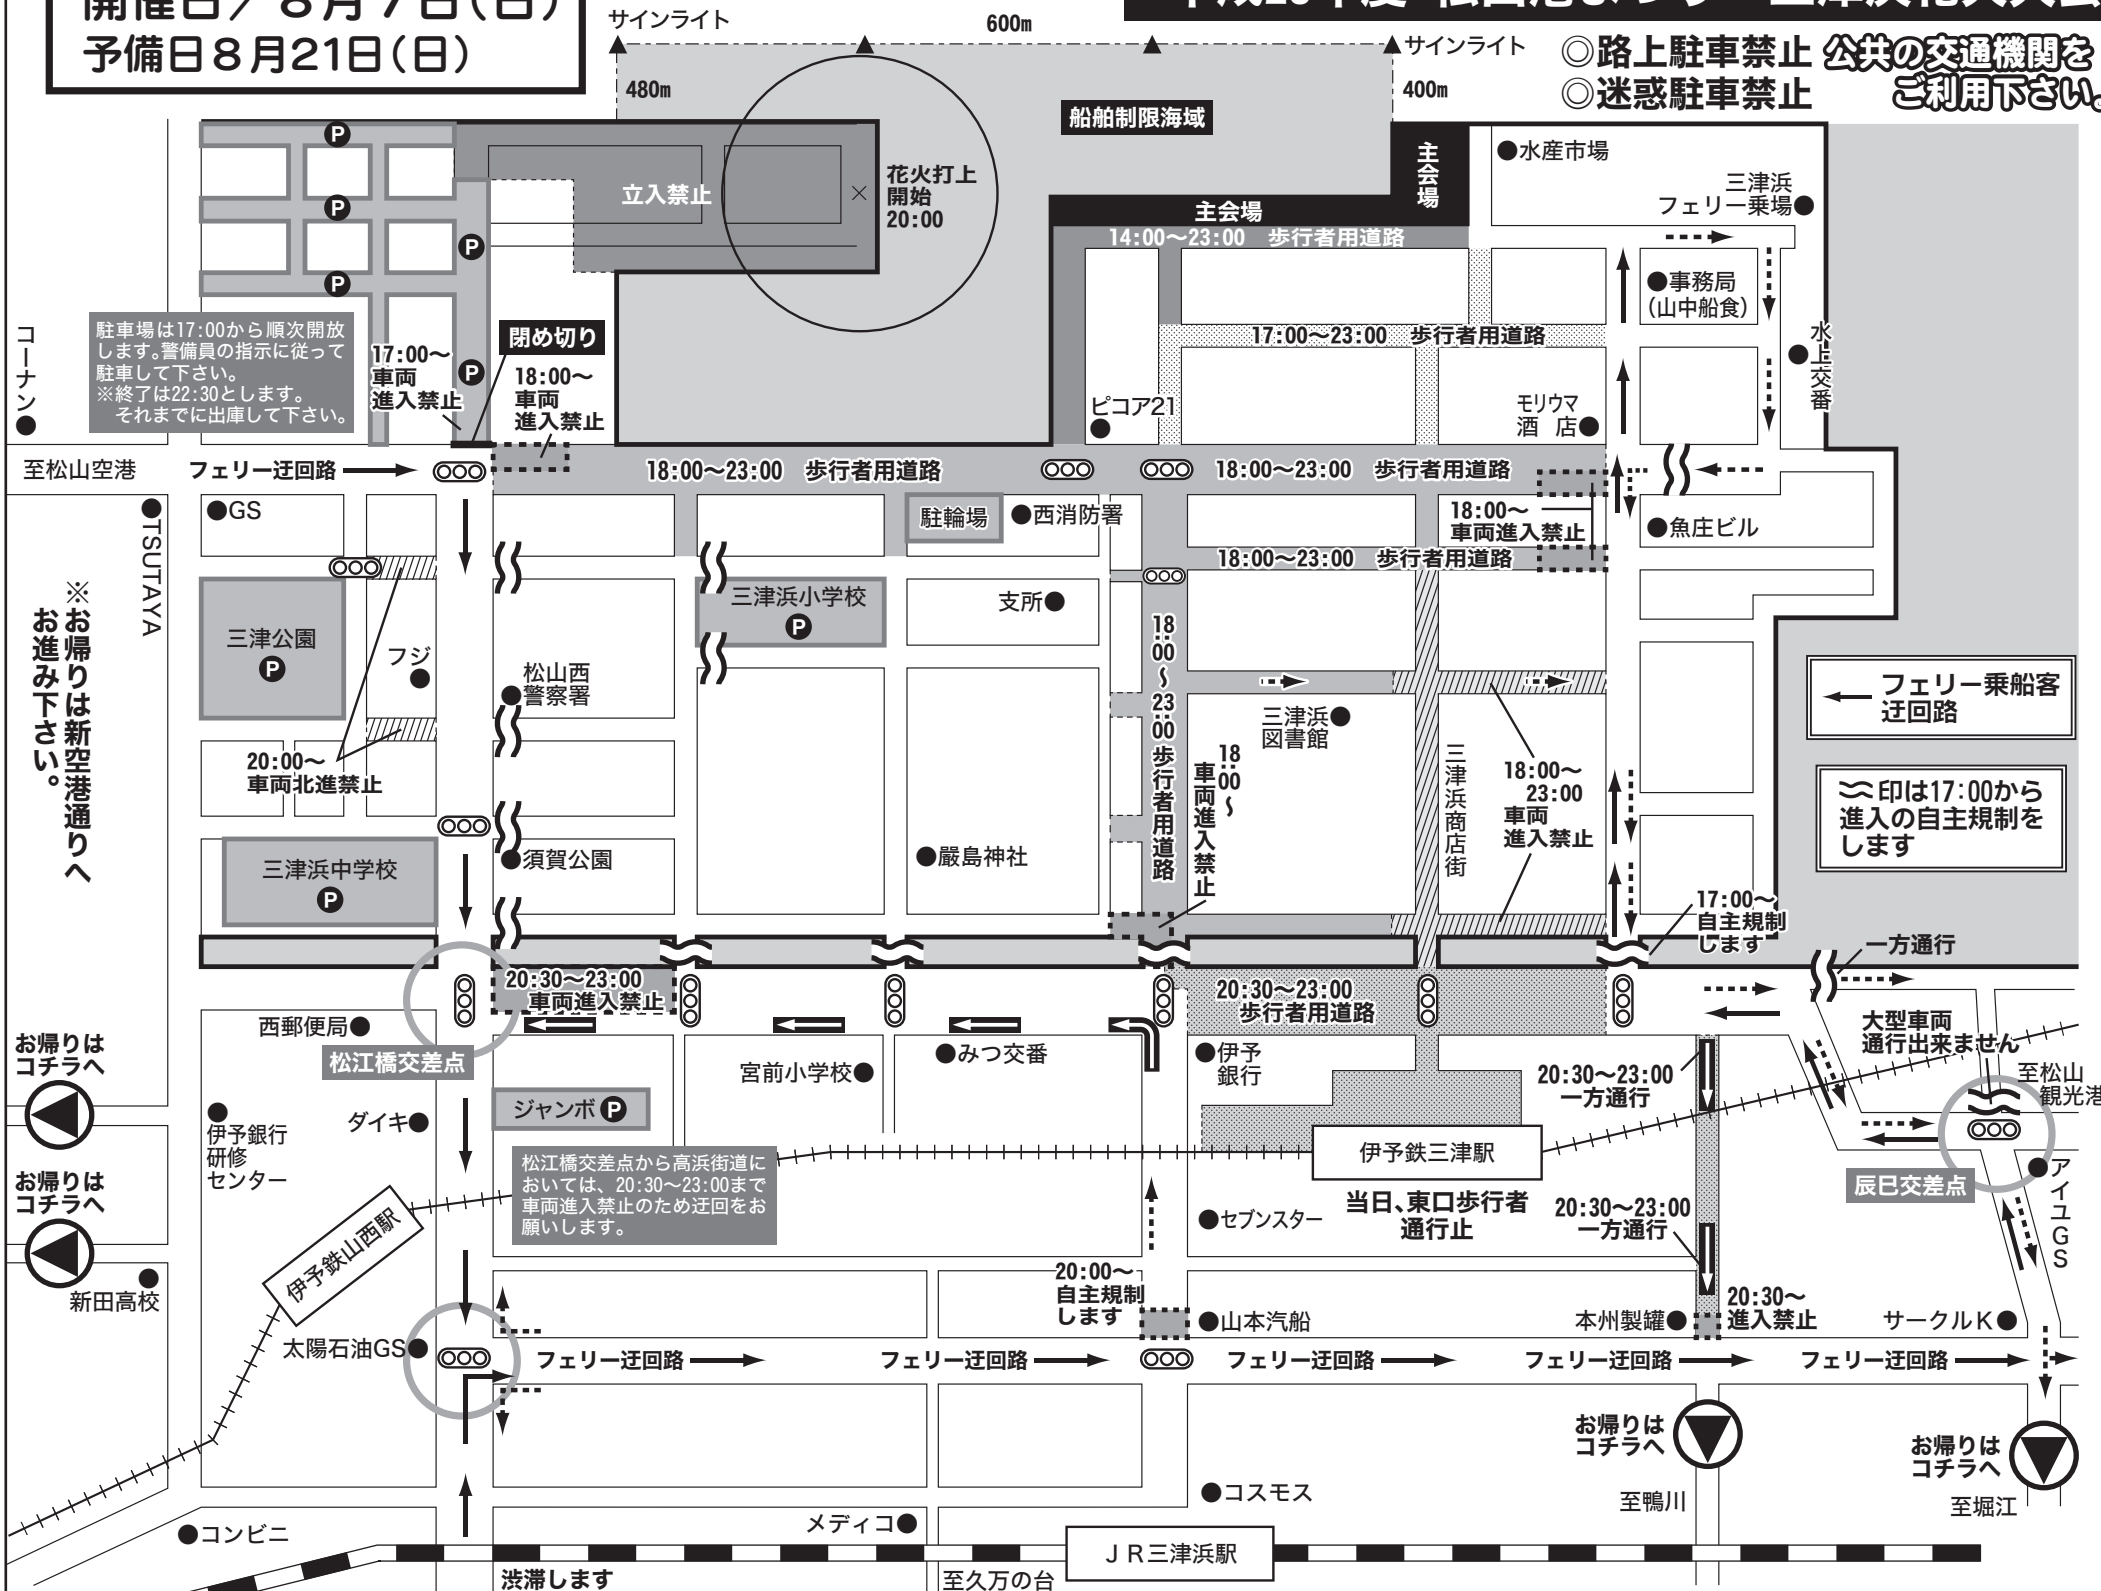 開催日／8月7日(日)
予備日8月21日(日)
◎路上駐車禁止
◎迷惑駐車禁止
公共の交通機関を
ご利用下さい。
サインライト
600m
サインライト
480m
400m
船舶制限海域
主会場
主会場
花火打上
開始
20:00
立入禁止
14:00〜23:00 歩行者用道路
●水産市場
三津浜
フェリー乗場●
●事務局
(山中船食)
水上交番
17:00〜23:00 歩行者用道路
P
P
P
P
P
駐車場は17:00から順次開放
します。警備員の指示に従って
駐車して下さい。
※終了は22:30とします。
それまでに出庫して下さい。
コーナン●
17:00〜
車両
進入禁止
閉め切り
18:00〜
車両
進入禁止
ピコア21
モリウマ
酒 店●
至松山空港
フェリー迂回路
18:00〜23:00 歩行者用道路
18:00〜23:00 歩行者用道路
18:00〜
車両進入禁止
18:00〜23:00 歩行者用道路
●魚庄ビル
●TSUTAYA
●GS
駐輪場
●西消防署
三津公園
P
フジ
三津浜小学校
P
支所●
松山西
●警察署
20:00〜
車両北進禁止
※お帰りは新空港通りへ
お進み下さい。
18:00〜23:00 歩行者用道路
18:00〜
車両進入禁止
三津浜●
図書館
三津浜商店街
18:00〜
23:00
車両
進入禁止
フェリー乗船客
迂回路
印は17:00から
進入の自主規制を
します
三津浜中学校
P
●須賀公園
●厳島神社
17:00〜
自主規制
します
一方通行
20:30〜23:00
車両進入禁止
20:30〜23:00
歩行者用道路
西郵便局●
松江橋交差点
宮前小学校●
●みつ交番
●伊予
銀行
20:30〜23:00
一方通行
大型車両
通行出来ません
至松山
観光港
お帰りは
コチラへ
お帰りは
コチラへ
伊予銀行
研修
センター
ダイキ●
ジャンボ P
松江橋交差点から高浜街道に
おいては、20:30〜23:00まで
車両進入禁止のため迂回をお
願いします。
伊予鉄三津駅
当日、東口歩行者
通行止
20:30〜23:00
一方通行
辰巳交差点
アイユGS
伊予鉄山西駅
●セブンスター
新田高校
20:00〜
自主規制
します
●山本汽船
本州製罐●
20:30〜
進入禁止
サークルK●
太陽石油GS●
フェリー迂回路
フェリー迂回路
フェリー迂回路
フェリー迂回路
フェリー迂回路
お帰りは
コチラへ
お帰りは
コチラへ
●コスモス
至鴨川
至堀江
●コンビニ
メディコ●
JR三津浜駅
渋滞します
至久万の台